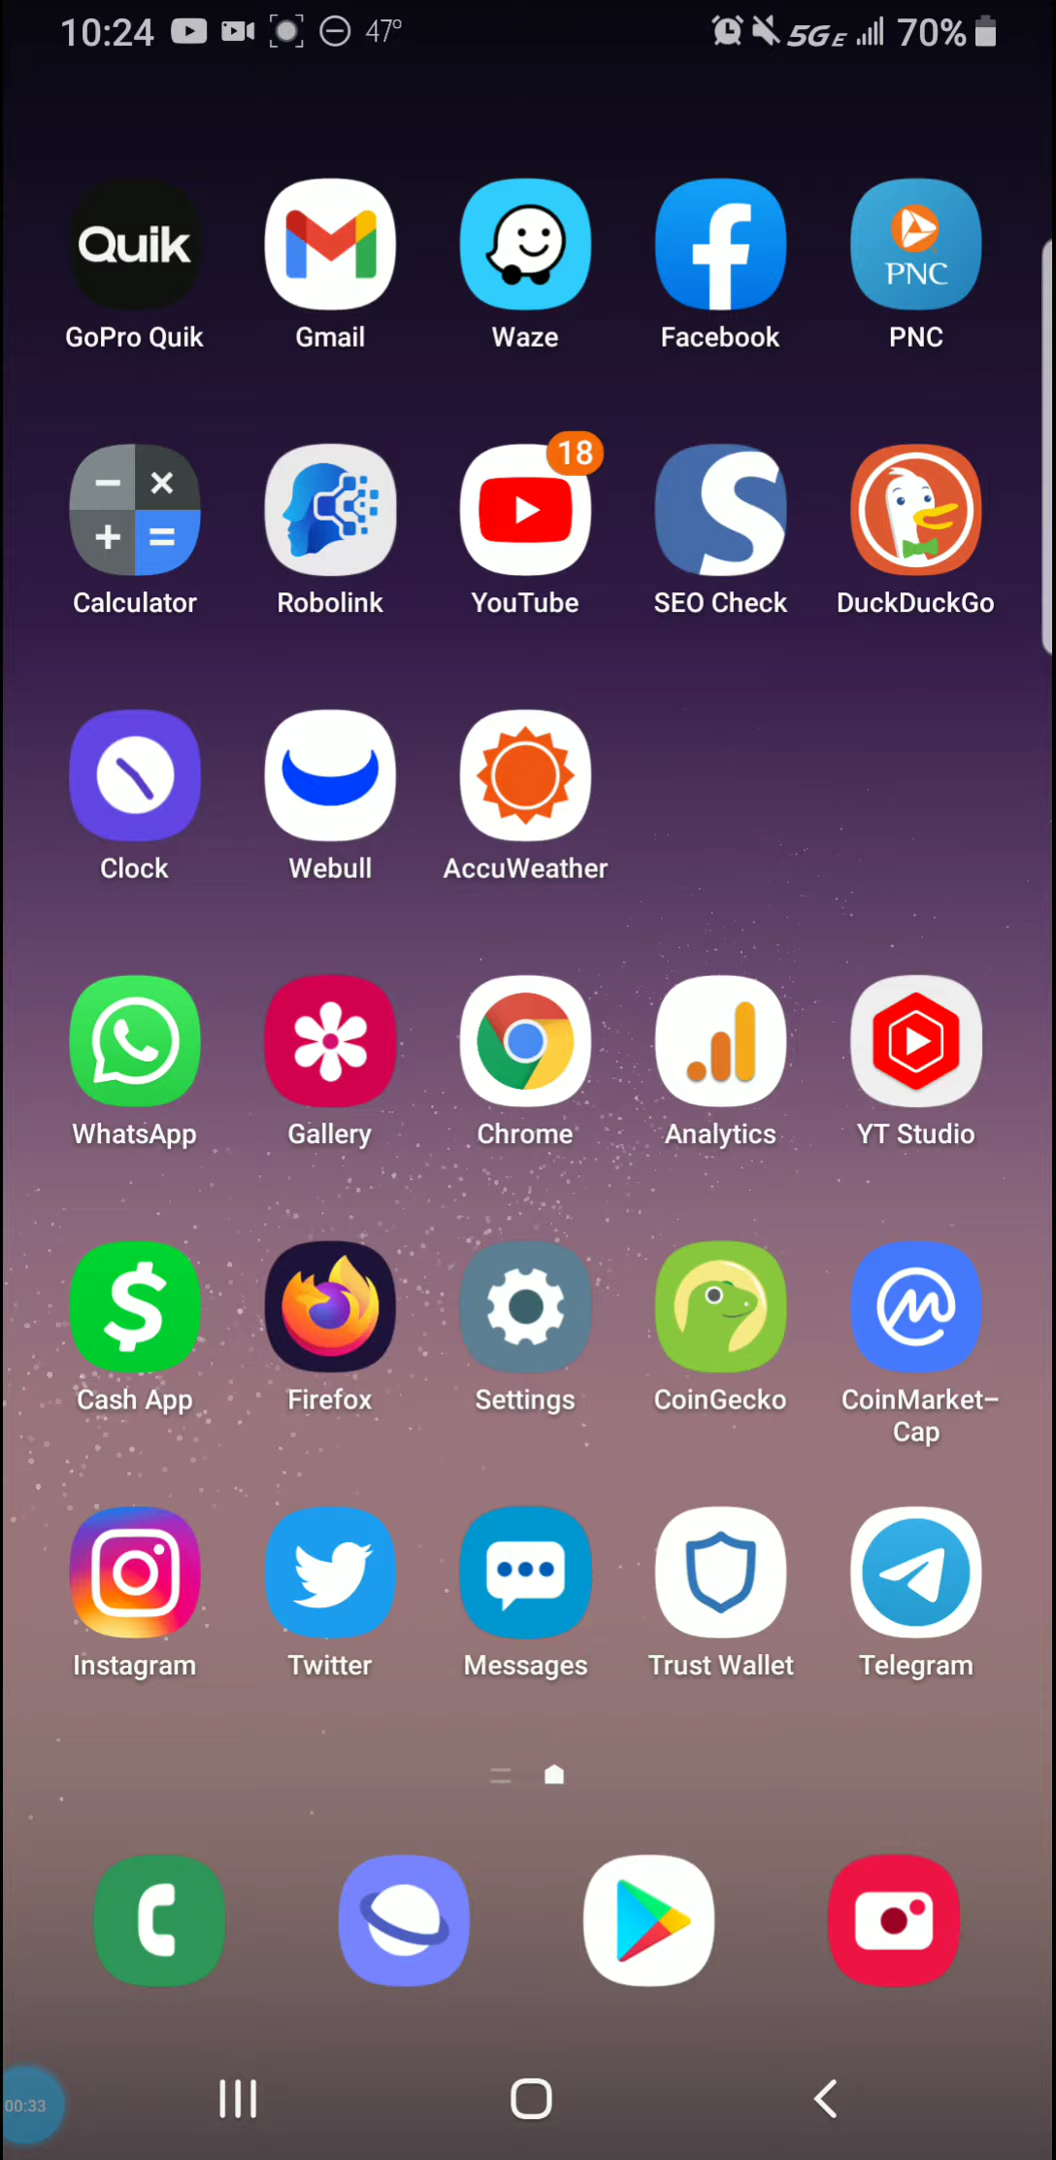 10:24 47° 5GE 70%
Quik PNC
GoPro Quik Gmail Waze Facebook PNC
18
Calculator Robolink YouTube SEO Check DuckDuckGo
Clock Webull AccuWeather
WhatsApp Gallery Chrome Analytics YT Studio
Cash App Firefox Settings CoinGecko CoinMarket–
Cap
Instagram Twitter Messages Trust Wallet Telegram
00:33